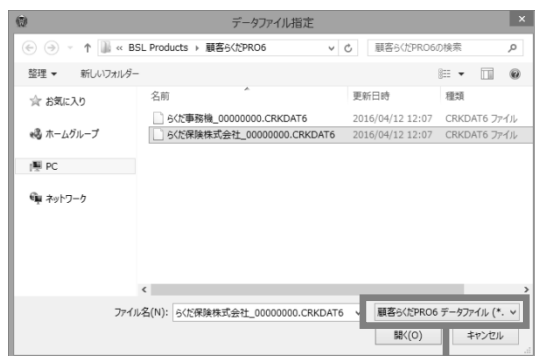 データファイル指定
« BSL Products › 顧客らくだPRO6
顧客らくだPRO6の検索
整理 ▼ 新しいフォルダー
お気に入り
ホームグループ
PC
ネットワーク
名前 更新日時 種類
らくだ事務機_00000000.CRKDAT6 2016/04/12 12:07 CRKDAT6 ファイル
らくだ保険株式会社_00000000.CRKDAT6 2016/04/12 12:07 CRKDAT6 ファイル
ファイル名(N): らくだ保険株式会社_00000000.CRKDAT6
顧客らくだPRO6 データファイル (*.
開く(O) キャンセル